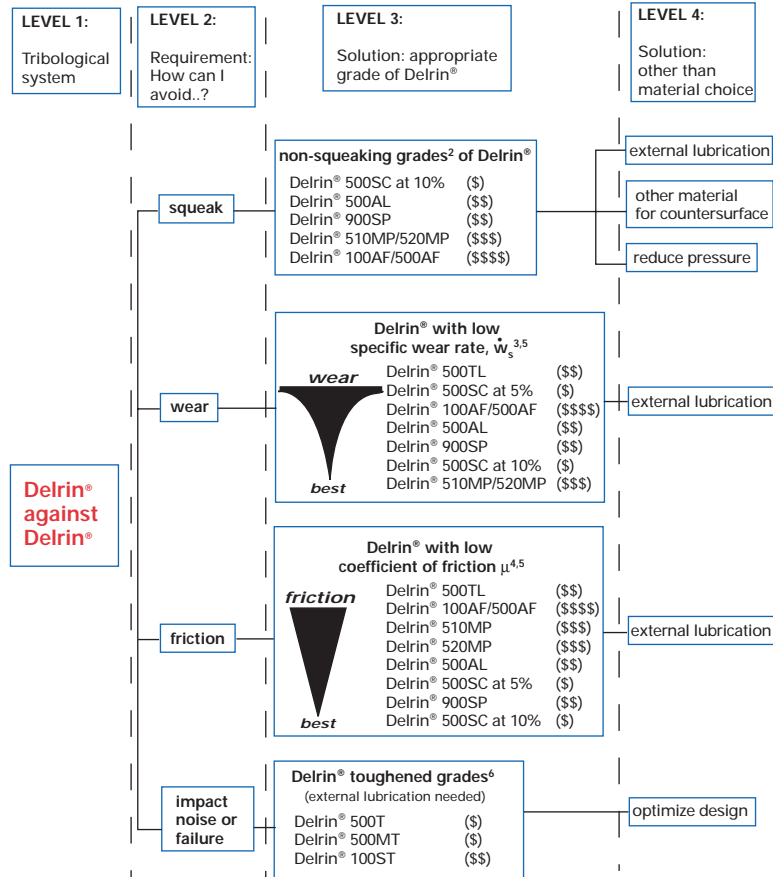 LEVEL 1:
Tribological
system
LEVEL 2:
Requirement:
How can I
avoid..?
LEVEL 3:
Solution: appropriate
grade of Delrin®
LEVEL 4:
Solution:
other than
material choice
Delrin®
against
Delrin®
squeak
non-squeaking grades² of Delrin®
Delrin® 500SC at 10% ($)
Delrin® 500AL ($$)
Delrin® 900SP ($$)
Delrin® 510MP/520MP ($$$)
Delrin® 100AF/500AF ($$$$)
external lubrication
other material
for countersurface
reduce pressure
wear
Delrin® with low
specific wear rate, ẇₛ³,⁵
wear
best
Delrin® 500TL ($$)
Delrin® 500SC at 5% ($)
Delrin® 100AF/500AF ($$$$)
Delrin® 500AL ($$)
Delrin® 900SP ($$)
Delrin® 500SC at 10% ($)
Delrin® 510MP/520MP ($$$)
external lubrication
friction
Delrin® with low
coefficient of friction µ⁴,⁵
friction
best
Delrin® 500TL ($$)
Delrin® 100AF/500AF ($$$$)
Delrin® 510MP ($$$)
Delrin® 520MP ($$$)
Delrin® 500AL ($$)
Delrin® 500SC at 5% ($)
Delrin® 900SP ($$)
Delrin® 500SC at 10% ($)
external lubrication
impact
noise or
failure
Delrin® toughened grades⁶
(external lubrication needed)
Delrin® 500T ($)
Delrin® 500MT ($)
Delrin® 100ST ($$)
optimize design